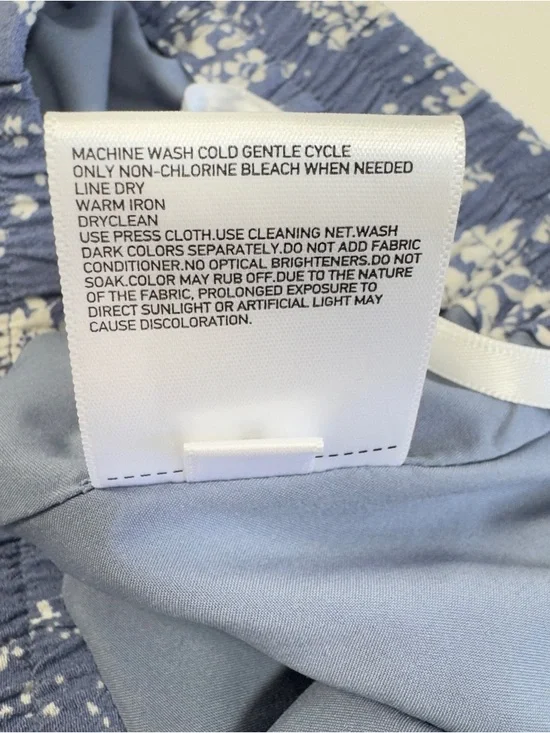 MACHINE WASH COLD GENTLE CYCLE
ONLY NON-CHLORINE BLEACH WHEN NEEDED
LINE DRY
WARM IRON
DRYCLEAN
USE PRESS CLOTH.USE CLEANING NET.WASH
DARK COLORS SEPARATELY.DO NOT ADD FABRIC
CONDITIONER.NO OPTICAL BRIGHTENERS.DO NOT
SOAK.COLOR MAY RUB OFF.DUE TO THE NATURE
OF THE FABRIC, PROLONGED EXPOSURE TO
DIRECT SUNLIGHT OR ARTIFICIAL LIGHT MAY
CAUSE DISCOLORATION.